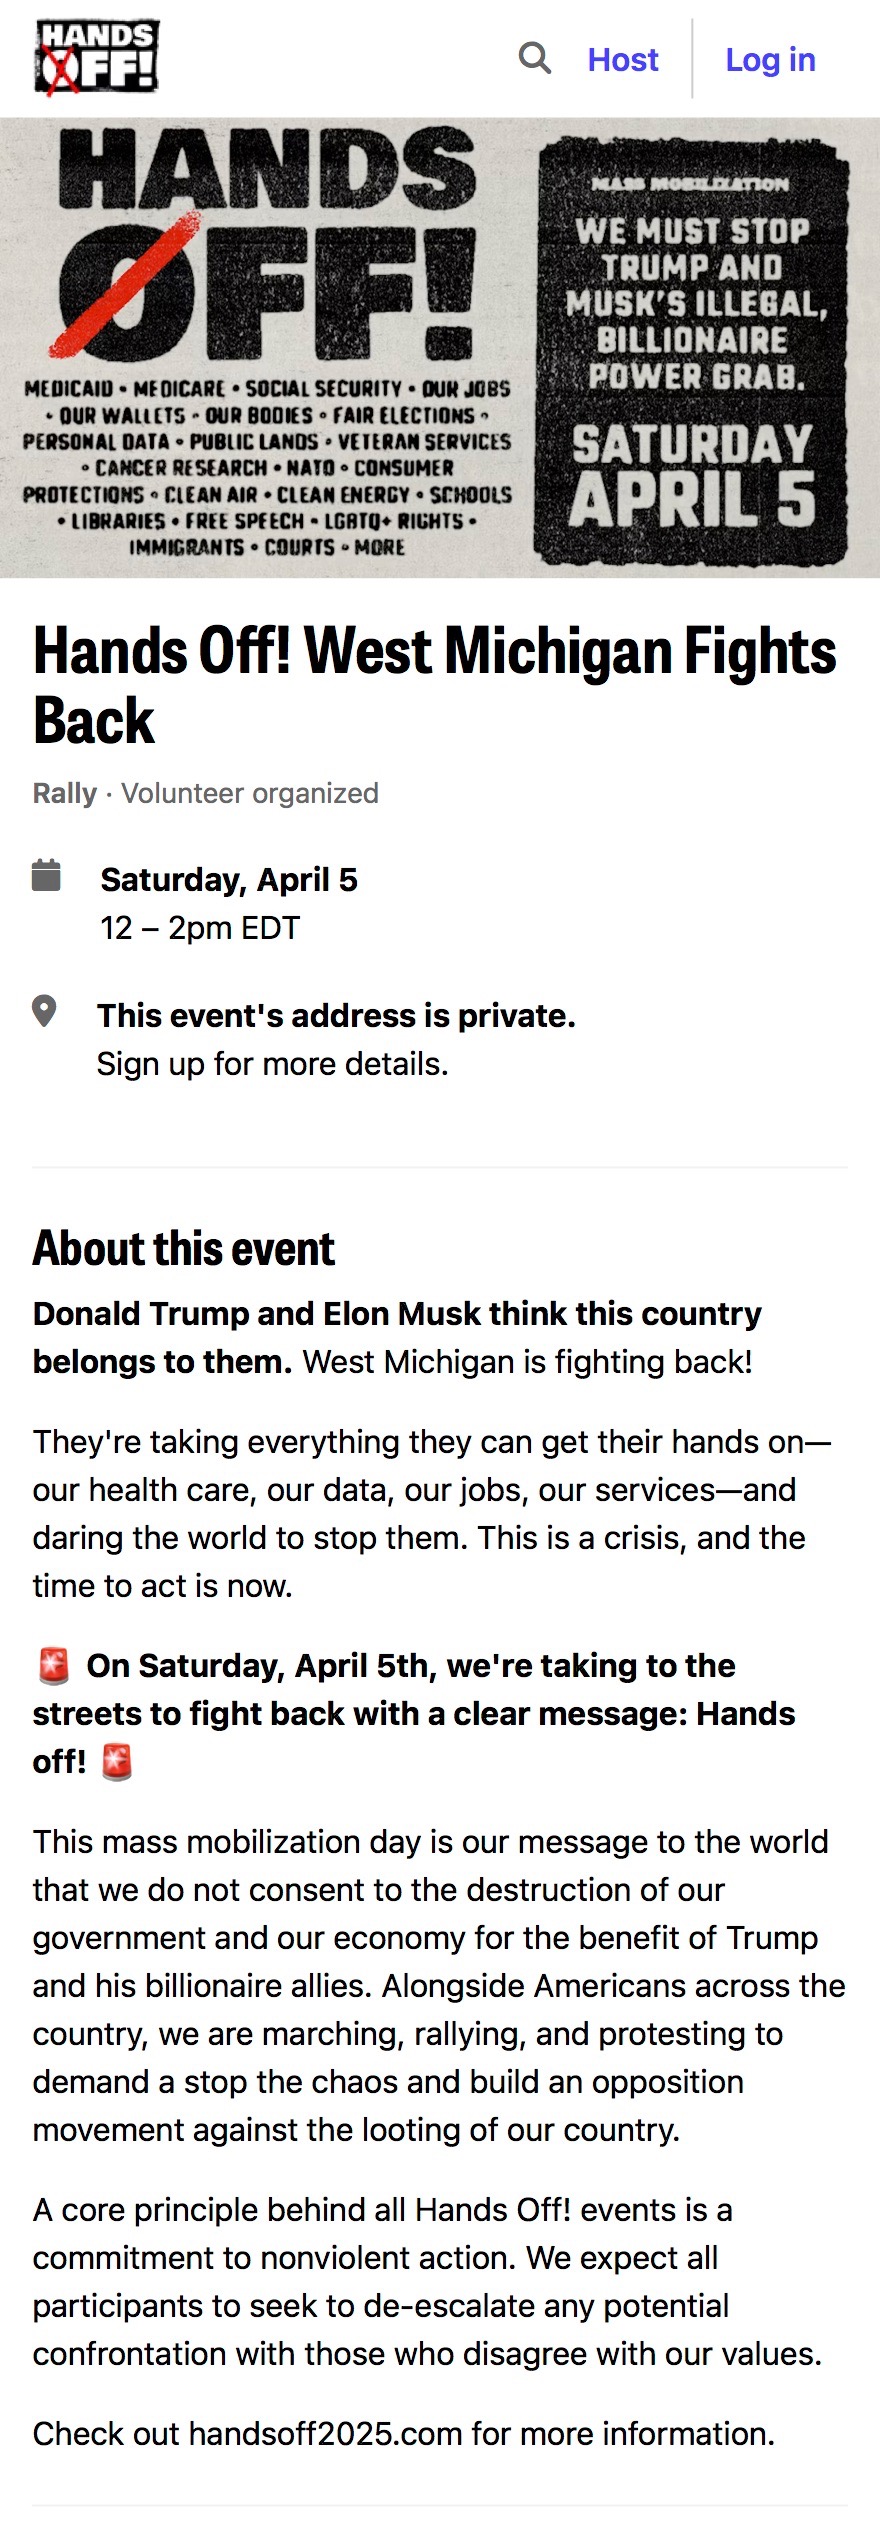 HANDS
OFF!
Host
Log in
HANDS
OFF!
MEDICAID • MEDICARE • SOCIAL SECURITY • OUR JOBS
• OUR WALLETS • OUR BODIES • FAIR ELECTIONS •
PERSONAL DATA • PUBLIC LANDS • VETERAN SERVICES
• CANCER RESEARCH • NATO • CONSUMER
PROTECTIONS • CLEAN AIR • CLEAN ENERGY • SCHOOLS
• LIBRARIES • FREE SPEECH • LGBTQ+ RIGHTS •
IMMIGRANTS • COURTS • MORE
MASS MOBILIZATION
WE MUST STOP
TRUMP AND
MUSK'S ILLEGAL,
BILLIONAIRE
POWER GRAB.
SATURDAY
APRIL 5
Hands Off! West Michigan Fights
Back
Rally · Volunteer organized
Saturday, April 5
12 – 2pm EDT
This event's address is private.
Sign up for more details.
About this event
Donald Trump and Elon Musk think this country
belongs to them. West Michigan is fighting back!
They're taking everything they can get their hands on—
our health care, our data, our jobs, our services—and
daring the world to stop them. This is a crisis, and the
time to act is now.
🚨 On Saturday, April 5th, we're taking to the
streets to fight back with a clear message: Hands
off! 🚨
This mass mobilization day is our message to the world
that we do not consent to the destruction of our
government and our economy for the benefit of Trump
and his billionaire allies. Alongside Americans across the
country, we are marching, rallying, and protesting to
demand a stop the chaos and build an opposition
movement against the looting of our country.
A core principle behind all Hands Off! events is a
commitment to nonviolent action. We expect all
participants to seek to de-escalate any potential
confrontation with those who disagree with our values.
Check out handsoff2025.com for more information.